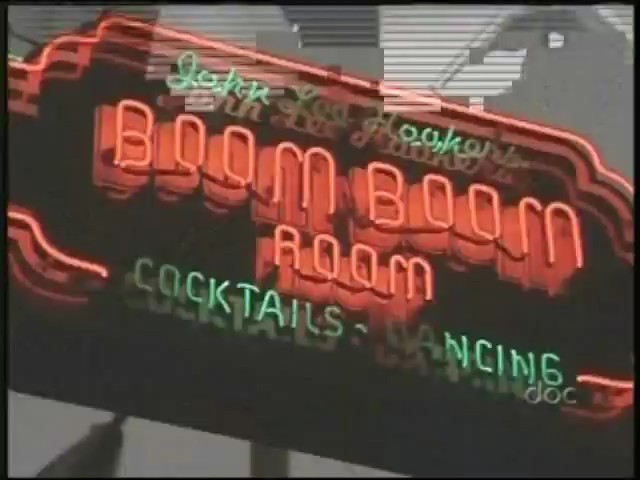 John Lee Hooker's
BOOM BOOM
ROOM
COCKTAILS - DANCING
doc